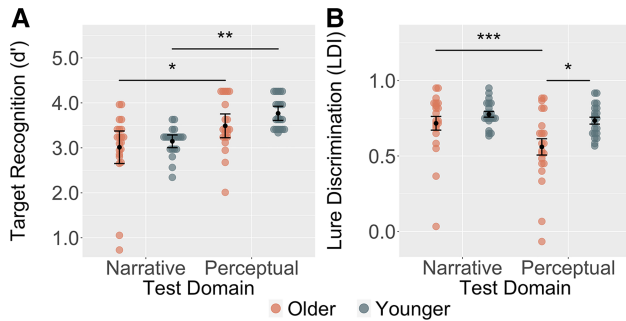 A
Target Recognition (d')
5.0
4.0
3.0
2.0
1.0
**
*
Narrative Perceptual
Test Domain
B
Lure Discrimination (LDI)
1.0
0.5
0.0
***
*
Narrative Perceptual
Test Domain
Older Younger